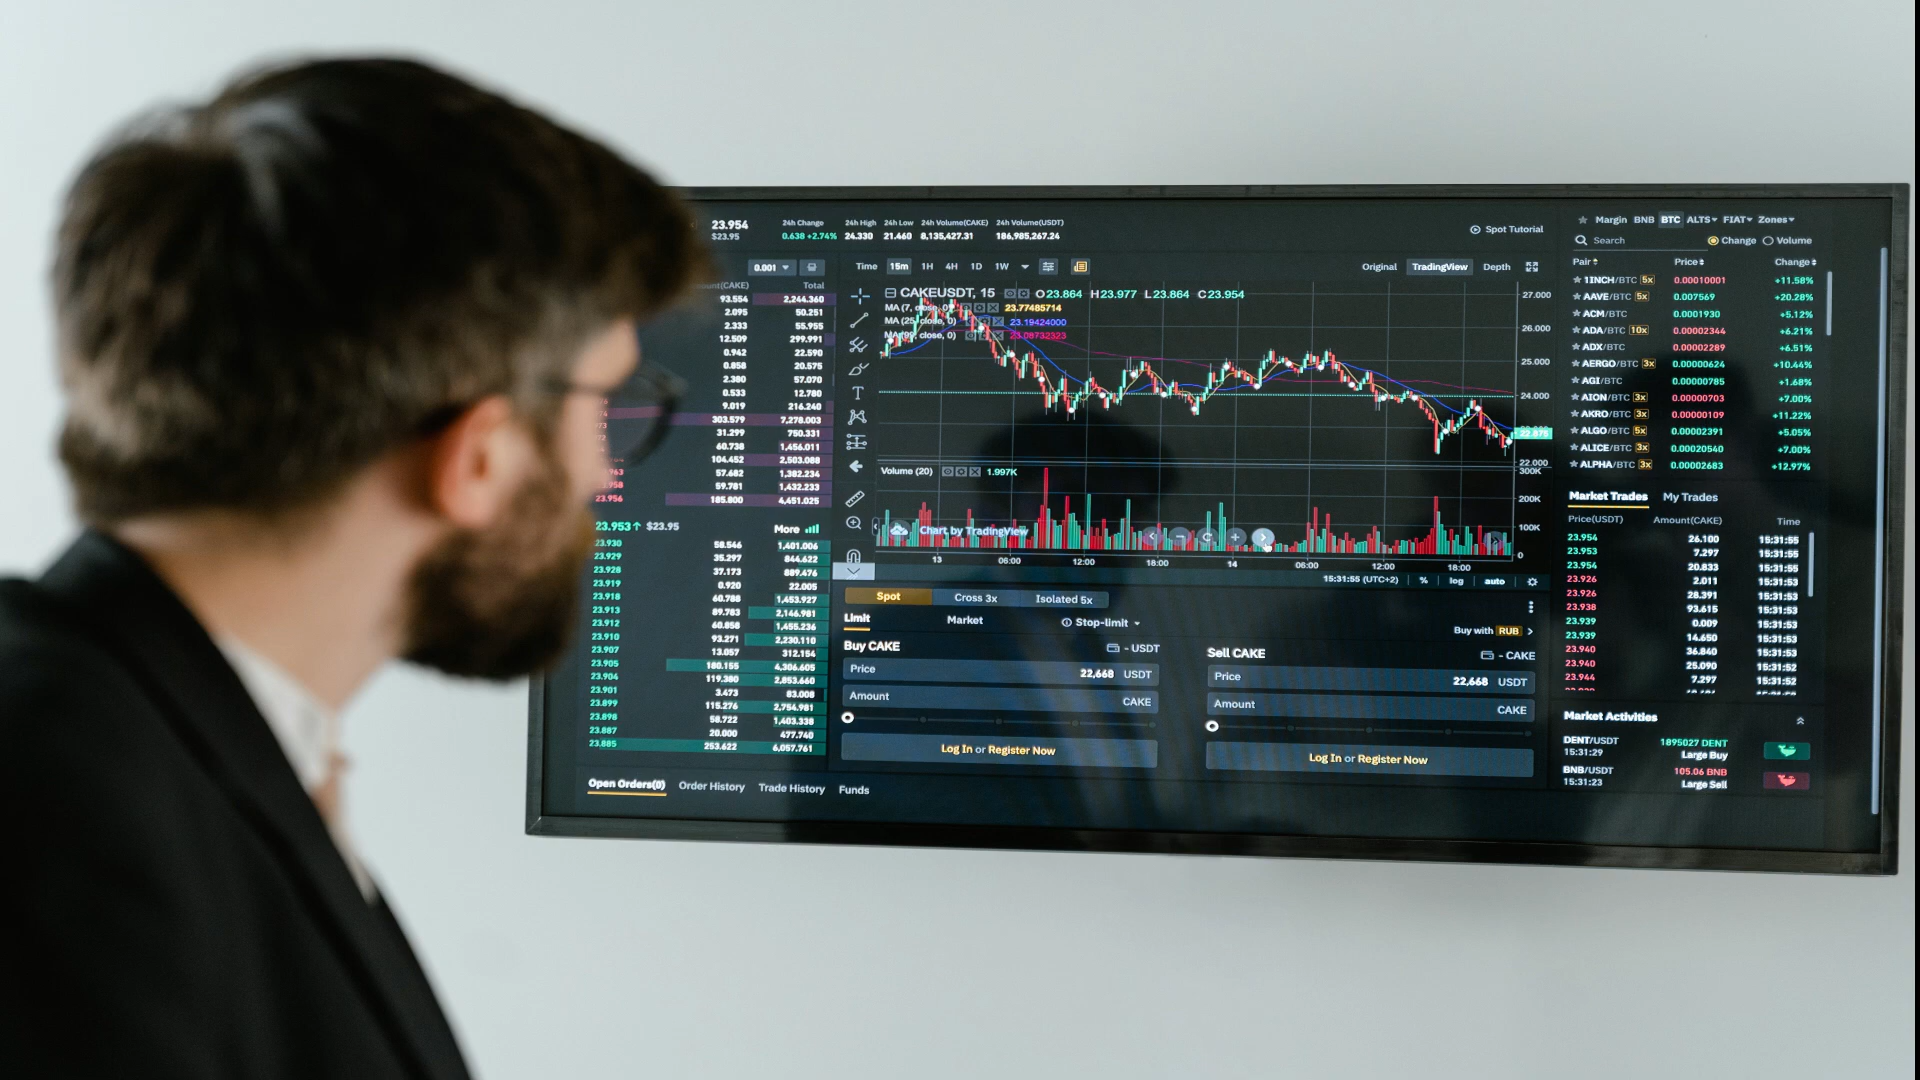 23.954
$23.95
24h Change
0.638 +2.74%
24h High
24.330
24h Low
21.460
24h Volume(CAKE)
8,135,427.31
24h Volume(USDT)
186,985,267.24
Spot Tutorial
0.001
(CAKE) Total
93.554 2,244.360
2.095 50.251
2.333 55.955
12.509 299.991
0.942 22.590
0.858 20.575
2.380 57.070
0.533 12.780
9.019 216.240
303.579 7,278.003
31.299 750.331
60.738 1,456.011
104.452 2,503.088
57.682 1,382.234
59.781 1,432.233
23.956 185.800 4,451.025
23.953↑ $23.95 More
23.930 58.546 1,401.006
23.929 35.297 844.622
23.928 37.173 889.476
23.919 0.920 22.005
23.918 60.788 1,453.927
23.913 89.783 2,146.981
23.912 60.858 1,455.236
23.910 93.271 2,230.110
23.907 13.057 312.154
23.905 180.155 4,306.605
23.904 119.380 2,853.660
23.901 3.473 83.008
23.899 115.276 2,754.981
23.898 58.722 1,403.338
23.887 20.000 477.740
23.885 253.622 6,057.761
Time 15m 1H 4H 1D 1W
Original TradingView Depth
CAKEUSDT, 15 O23.864 H23.977 L23.864 C23.954
MA (7, close, 0) 23.77485714
MA (25, close, 0) 23.19424000
MA (99, close, 0) 23.08732323
27.000
26.000
25.000
24.000
22.000
Volume (20) 1.997K
300K
200K
100K
0
Chart by TradingView
13 06:00 12:00 18:00 14 06:00 12:00 18:00
15:31:55 (UTC+2) % log auto
Spot Cross 3x Isolated 5x
Limit Market Stop-limit
Buy with RUB
Buy CAKE - USDT
Price 22,668 USDT
Amount CAKE
Log In or Register Now
Sell CAKE - CAKE
Price 22,668 USDT
Amount CAKE
Log In or Register Now
Open Orders(0) Order History Trade History Funds
Margin BNB BTC ALTS FIAT Zones
Search Change Volume
Pair Price Change
1INCH/BTC 5x 0.00010001 +11.58%
AAVE/BTC 5x 0.007569 +20.28%
ACM/BTC 0.0001930 +5.12%
ADA/BTC 10x 0.00002344 +6.21%
ADX/BTC 0.00002289 +6.51%
AERGO/BTC 3x 0.00000624 +10.44%
AGI/BTC 0.00000785 +1.68%
AION/BTC 3x 0.00000703 +7.00%
AKRO/BTC 3x 0.00000109 +11.22%
ALGO/BTC 5x 0.00002391 +5.05%
ALICE/BTC 3x 0.00020540 +7.00%
ALPHA/BTC 3x 0.00002683 +12.97%
Market Trades My Trades
Price(USDT) Amount(CAKE) Time
23.954 26.100 15:31:55
23.953 7.297 15:31:55
23.954 20.833 15:31:55
23.926 2.011 15:31:53
23.926 28.391 15:31:53
23.938 93.615 15:31:53
23.939 0.009 15:31:53
23.939 14.650 15:31:53
23.940 36.840 15:31:53
23.940 25.090 15:31:52
23.944 7.297 15:31:52
Market Activities
DENT/USDT 1895027 DENT
15:31:29 Large Buy
BNB/USDT 105.06 BNB
15:31:23 Large Sell